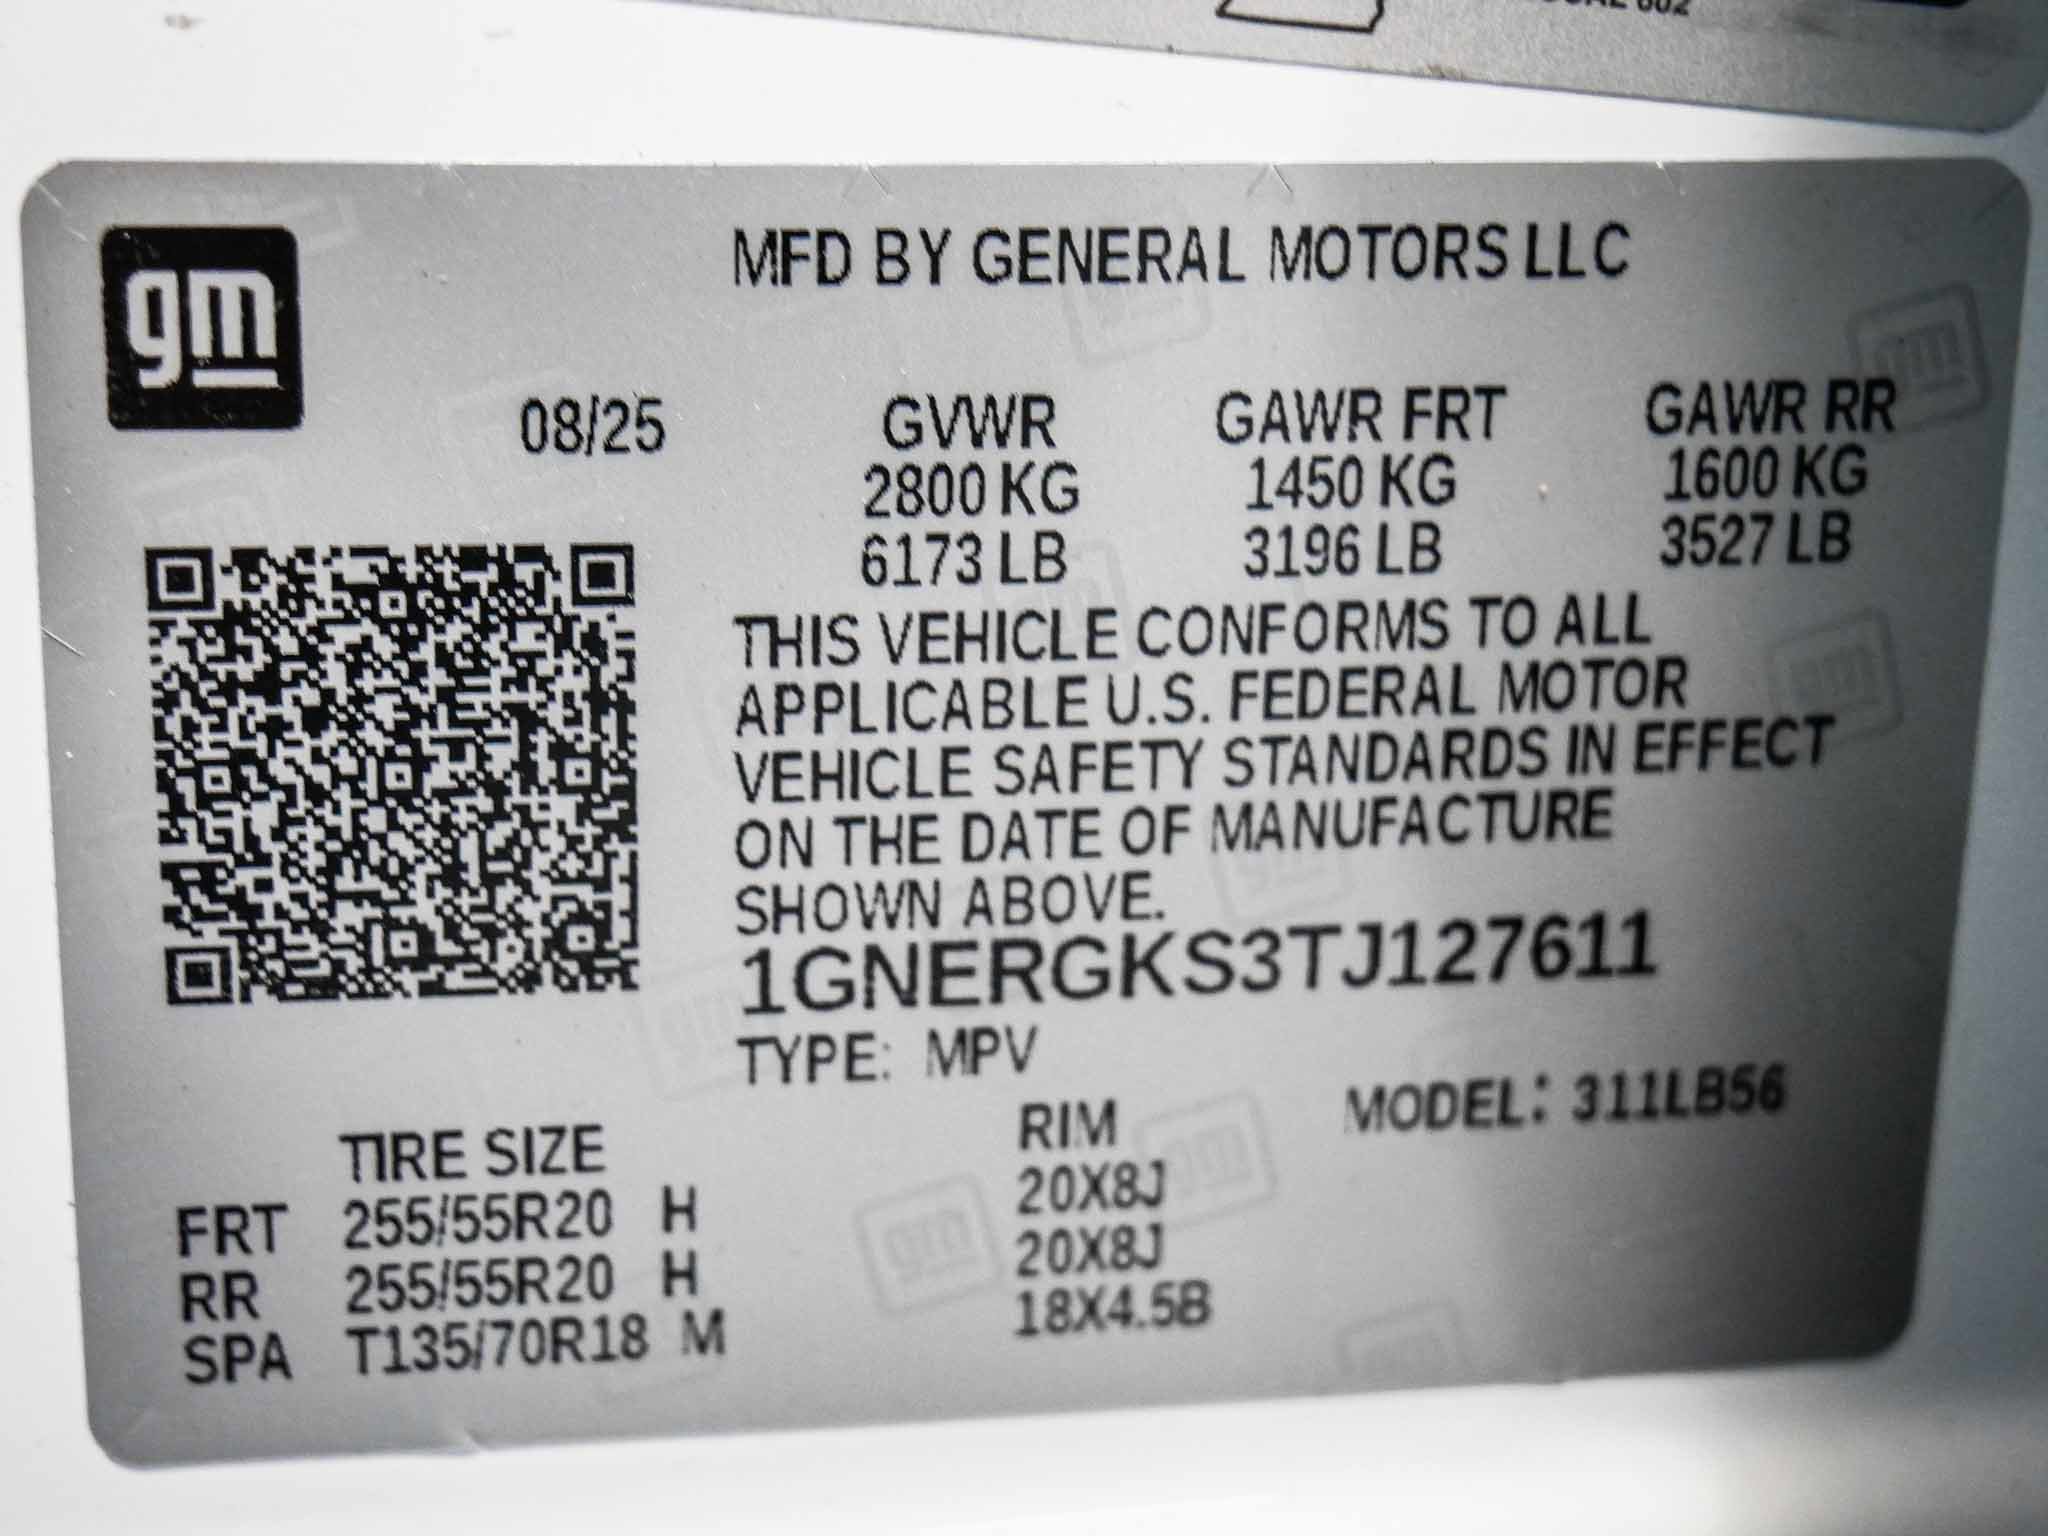 602
gm
MFD BY GENERAL MOTORS LLC
08/25
GVWR GAWR FRT GAWR RR
2800 KG 1450 KG 1600 KG
6173 LB 3196 LB 3527 LB
THIS VEHICLE CONFORMS TO ALL
APPLICABLE U.S. FEDERAL MOTOR
VEHICLE SAFETY STANDARDS IN EFFECT
ON THE DATE OF MANUFACTURE
SHOWN ABOVE.
1GNERGKS3TJ127611
TYPE: MPV
MODEL: 311LB56
TIRE SIZE RIM
FRT 255/55R20 H 20X8J
RR 255/55R20 H 20X8J
SPA T135/70R18 M 18X4.5B